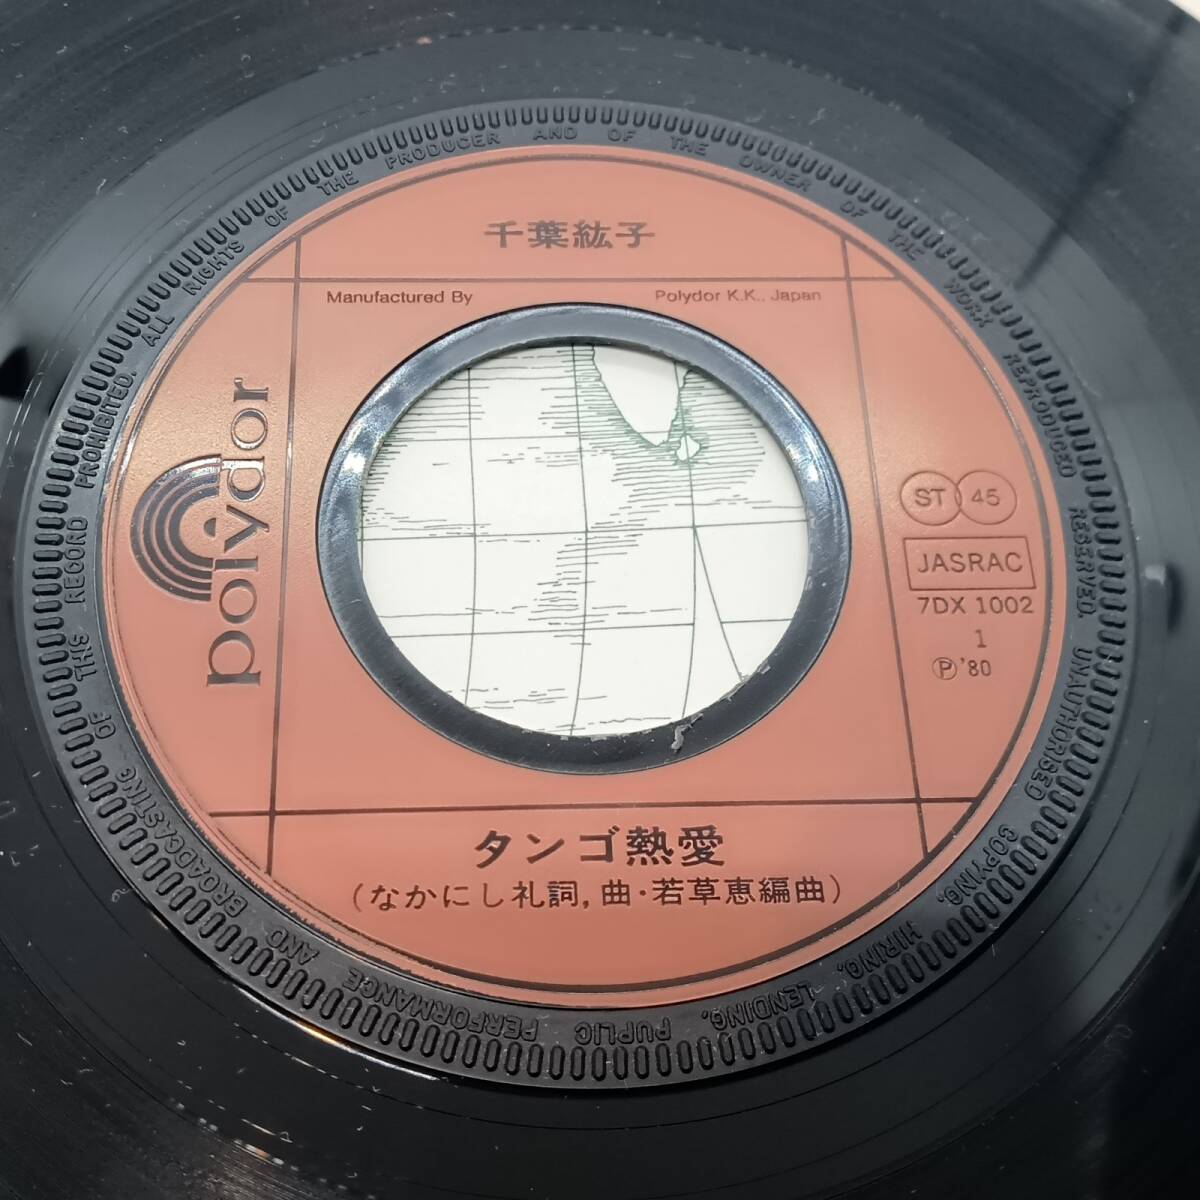 千葉紘子
Manufactured By Polydor K.K., Japan
polydor
ST 45
JASRAC
7DX 1002
1
Ⓟ'80
タンゴ熱愛
(なかにし礼詞,曲・若草恵編曲)
ALL RIGHTS OF THE PRODUCER AND OF THE OWNER OF THE WORK REPRODUCED RESERVED. UNAUTHORISED COPYING, HIRING, LENDING, PUPLIC PERFORMANCE AND BROADCASTING OF THIS RECORD PROHIBITED.